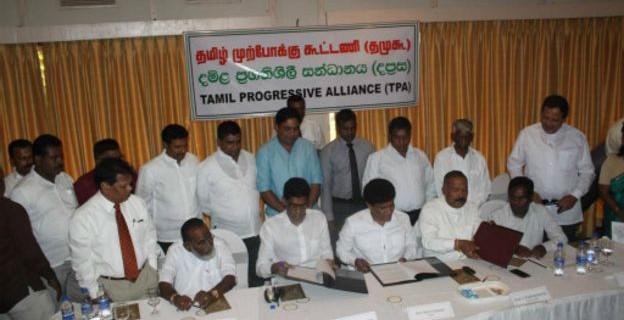 தமிழ் முற்போக்கு கூட்டணி (தமுகூ)
දමිළ ප්‍රගතිශීලී සන්ධානය (දප්‍රස)
TAMIL PROGRESSIVE ALLIANCE (TPA)